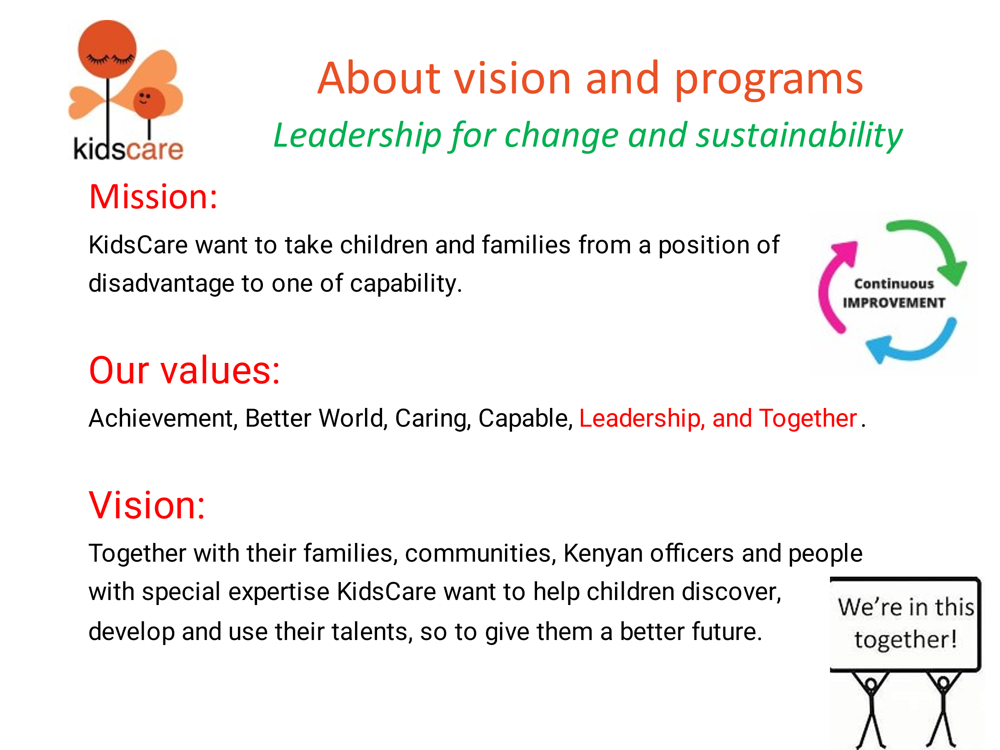 kidscare
About vision and programs
Leadership for change and sustainability
Mission:
KidsCare want to take children and families from a position of
disadvantage to one of capability.
Continuous
IMPROVEMENT
Our values:
Achievement, Better World, Caring, Capable, Leadership, and Together.
Vision:
Together with their families, communities, Kenyan officers and people
with special expertise KidsCare want to help children discover,
develop and use their talents, so to give them a better future.
We're in this
together!